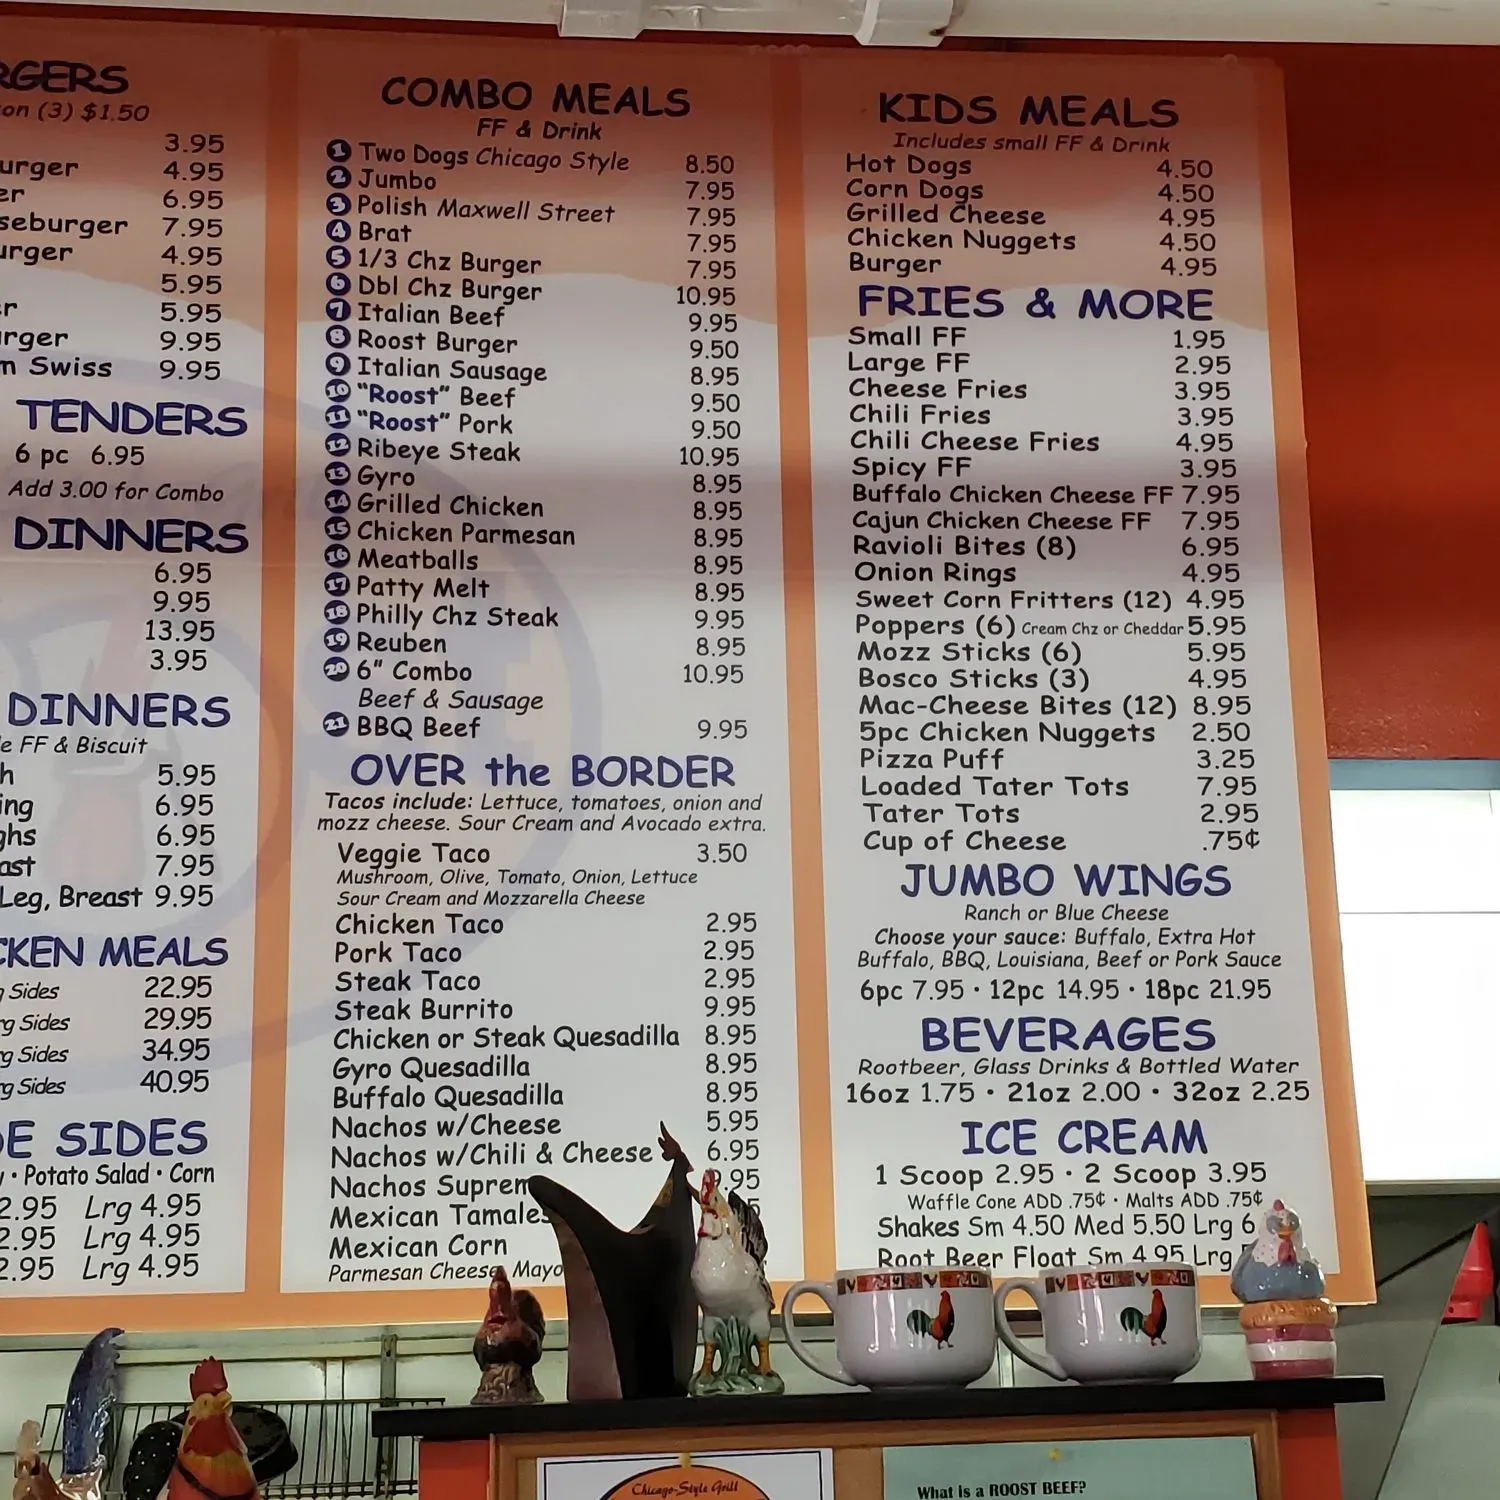 on (3) $1.50
3.95
4.95
6.95
7.95
4.95
5.95
5.95
9.95
Swiss 9.95
TENDERS
6 pc 6.95
Add 3.00 for Combo
DINNERS
6.95
9.95
13.95
3.95
DINNERS
FF & Biscuit
5.95
6.95
6.95
7.95
Leg, Breast 9.95
MEALS
Sides 22.95
Sides 29.95
Sides 34.95
Sides 40.95
SIDES
• Potato Salad • Corn
2.95 Lrg 4.95
2.95 Lrg 4.95
2.95 Lrg 4.95
COMBO MEALS
FF & Drink
1 Two Dogs Chicago Style 8.50
2 Jumbo 7.95
3 Polish Maxwell Street 7.95
4 Brat 7.95
5 1/3 Chz Burger 7.95
6 Dbl Chz Burger 10.95
7 Italian Beef 9.95
8 Roost Burger 9.50
9 Italian Sausage 8.95
10 "Roost" Beef 9.50
11 "Roost" Pork 9.50
12 Ribeye Steak 10.95
13 Gyro 8.95
14 Grilled Chicken 8.95
15 Chicken Parmesan 8.95
16 Meatballs 8.95
17 Patty Melt 8.95
18 Philly Chz Steak 9.95
19 Reuben 8.95
20 6" Combo 10.95
Beef & Sausage
21 BBQ Beef 9.95
OVER the BORDER
Tacos include: Lettuce, tomatoes, onion and
mozz cheese. Sour Cream and Avocado extra.
Veggie Taco 3.50
Mushroom, Olive, Tomato, Onion, Lettuce
Sour Cream and Mozzarella Cheese
Chicken Taco 2.95
Pork Taco 2.95
Steak Taco 2.95
Steak Burrito 9.95
Chicken or Steak Quesadilla 8.95
Gyro Quesadilla 8.95
Buffalo Quesadilla 8.95
Nachos w/Cheese 5.95
Nachos w/Chili & Cheese 6.95
Nachos Suprem .95
Mexican Tamales
Mexican Corn
Parmesan Cheese, Mayo
KIDS MEALS
Includes small FF & Drink
Hot Dogs 4.50
Corn Dogs 4.50
Grilled Cheese 4.95
Chicken Nuggets 4.50
Burger 4.95
FRIES & MORE
Small FF 1.95
Large FF 2.95
Cheese Fries 3.95
Chili Fries 3.95
Chili Cheese Fries 4.95
Spicy FF 3.95
Buffalo Chicken Cheese FF 7.95
Cajun Chicken Cheese FF 7.95
Ravioli Bites (8) 6.95
Onion Rings 4.95
Sweet Corn Fritters (12) 4.95
Poppers (6) Cream Chz or Cheddar 5.95
Mozz Sticks (6) 5.95
Bosco Sticks (3) 4.95
Mac-Cheese Bites (12) 8.95
5pc Chicken Nuggets 2.50
Pizza Puff 3.25
Loaded Tater Tots 7.95
Tater Tots 2.95
Cup of Cheese .75¢
JUMBO WINGS
Ranch or Blue Cheese
Choose your sauce: Buffalo, Extra Hot
Buffalo, BBQ, Louisiana, Beef or Pork Sauce
6pc 7.95 • 12pc 14.95 • 18pc 21.95
BEVERAGES
Rootbeer, Glass Drinks & Bottled Water
16oz 1.75 • 21oz 2.00 • 32oz 2.25
ICE CREAM
1 Scoop 2.95 • 2 Scoop 3.95
Waffle Cone ADD .75¢ • Malts ADD .75¢
Shakes Sm 4.50 Med 5.50 Lrg 6
Root Beer Float Sm 4.95 Lrg
Chicago-Style Grill
What is a ROOST BEEF?